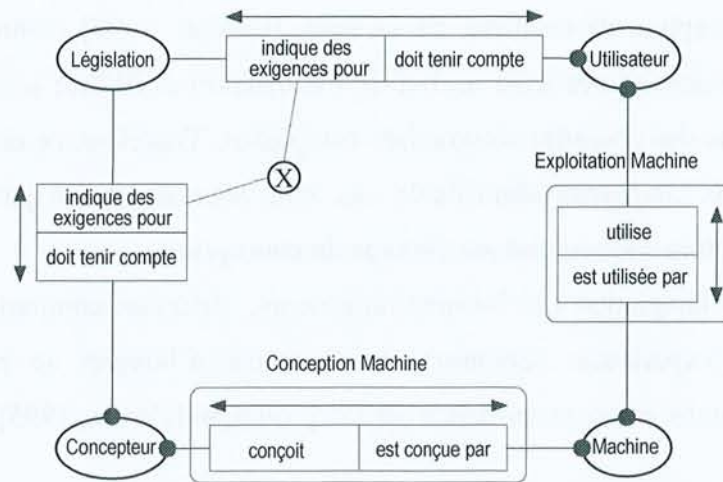 Législation
indique des
exigences pour
doit tenir compte
Utilisateur
X
Exploitation Machine
indique des
exigences pour
doit tenir compte
utilise
est utilisée par
Conception Machine
Concepteur
conçoit
est conçue par
Machine